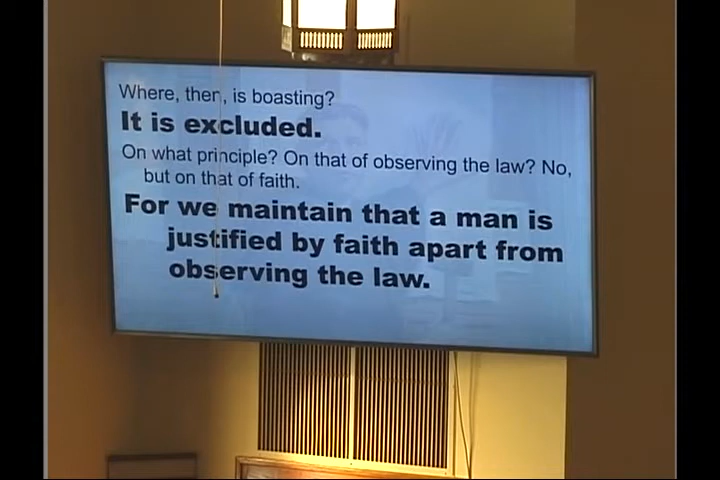 Where, then, is boasting?
It is excluded.
On what principle? On that of observing the law? No,
but on that of faith.
For we maintain that a man is
justified by faith apart from
observing the law.